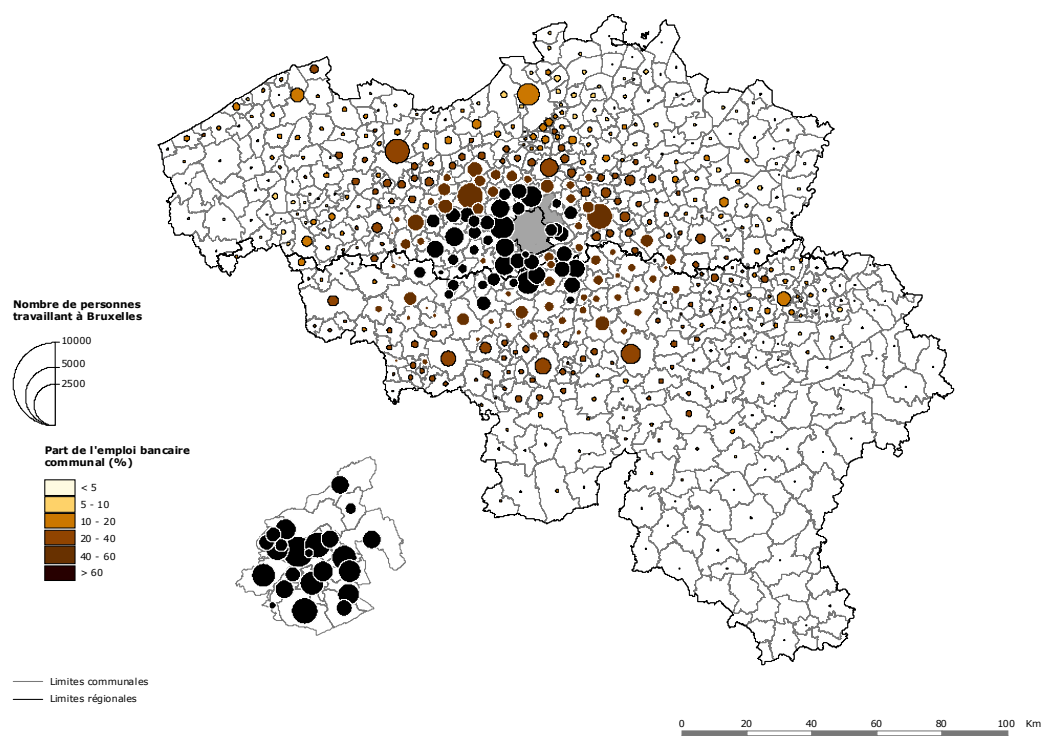 Nombre de personnes
travaillant à Bruxelles
10000
5000
2500
Part de l'emploi bancaire
communal (%)
< 5
5 - 10
10 - 20
20 - 40
40 - 60
> 60
Limites communales
Limites régionales
0 20 40 60 80 100 Km